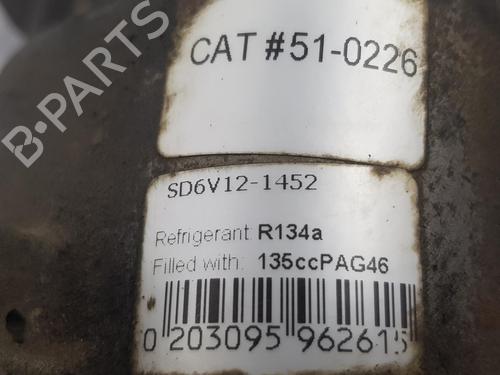 CAT #51-0226
B-PARTS
SD6V12-1452
Refrigerant: R134a
Filled with: 135ccPAG46
0 203095 962615